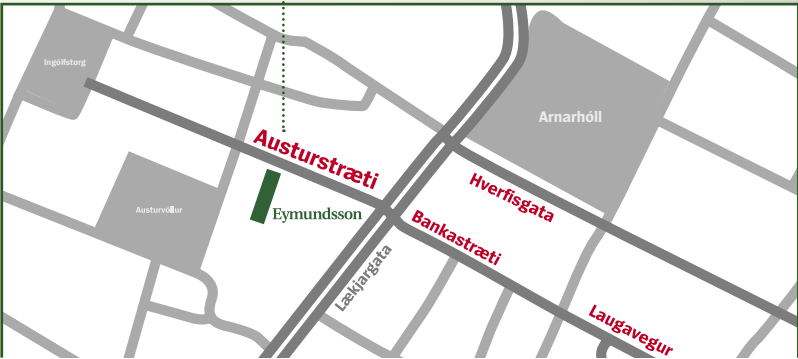 Ingólfstorg
Arnarhóll
Austurstræti
Hverfisgata
Austurvöllur
Eymundsson
Bankastræti
Lækjargata
Laugavegur